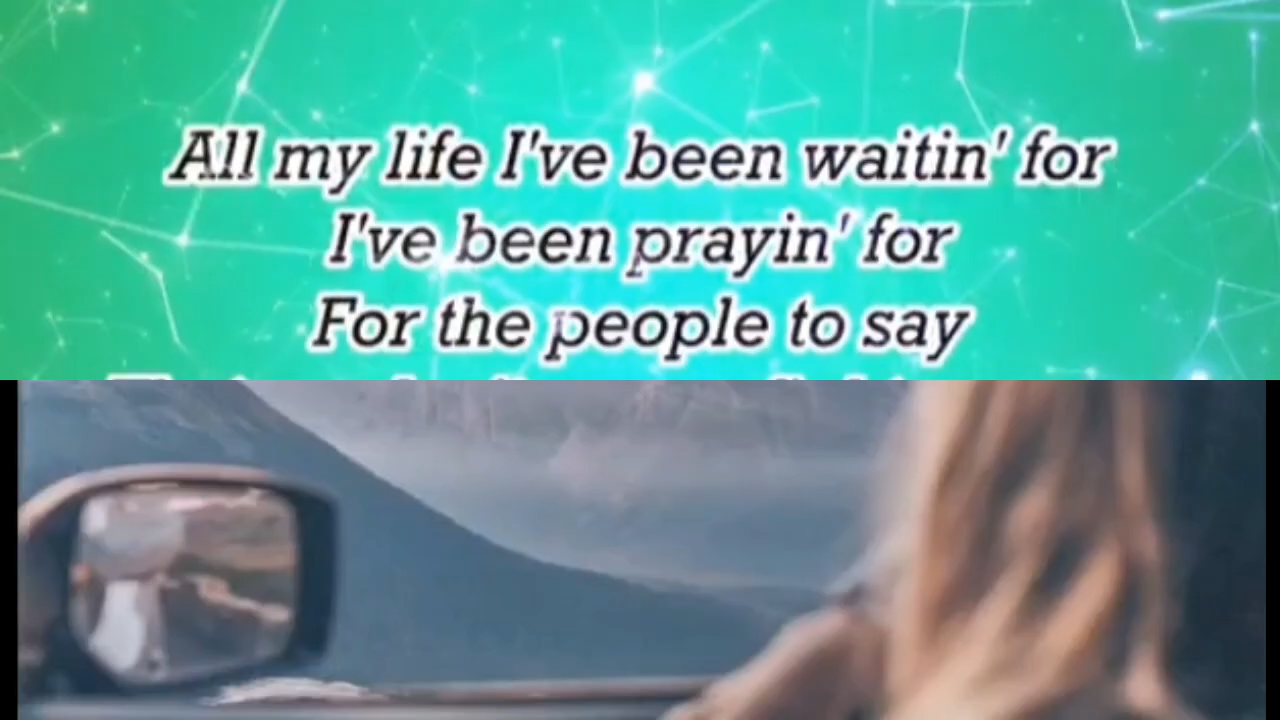 All my life I've been waitin' for
I've been prayin' for
For the people to say